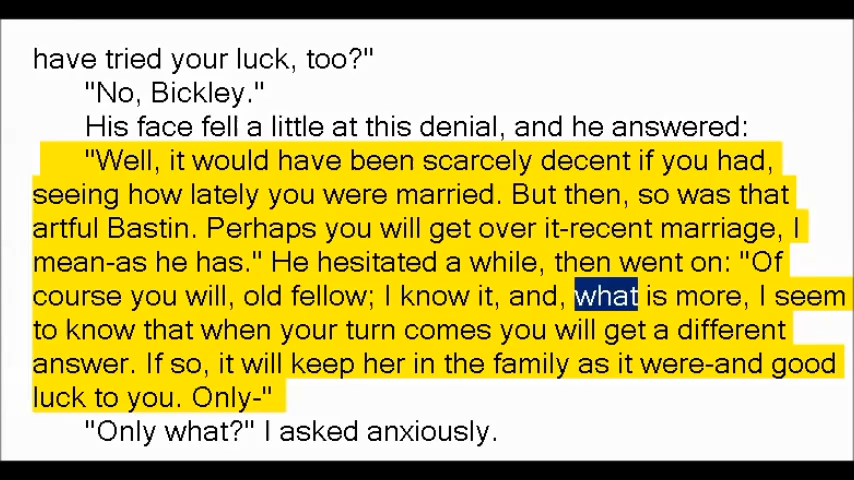 have tried your luck, too?"
"No, Bickley."
His face fell a little at this denial, and he answered:
"Well, it would have been scarcely decent if you had,
seeing how lately you were married. But then, so was that
artful Bastin. Perhaps you will get over it-recent marriage, I
mean-as he has." He hesitated a while, then went on: "Of
course you will, old fellow; I know it, and, what is more, I seem
to know that when your turn comes you will get a different
answer. If so, it will keep her in the family as it were-and good
luck to you. Only-"
"Only what?" I asked anxiously.